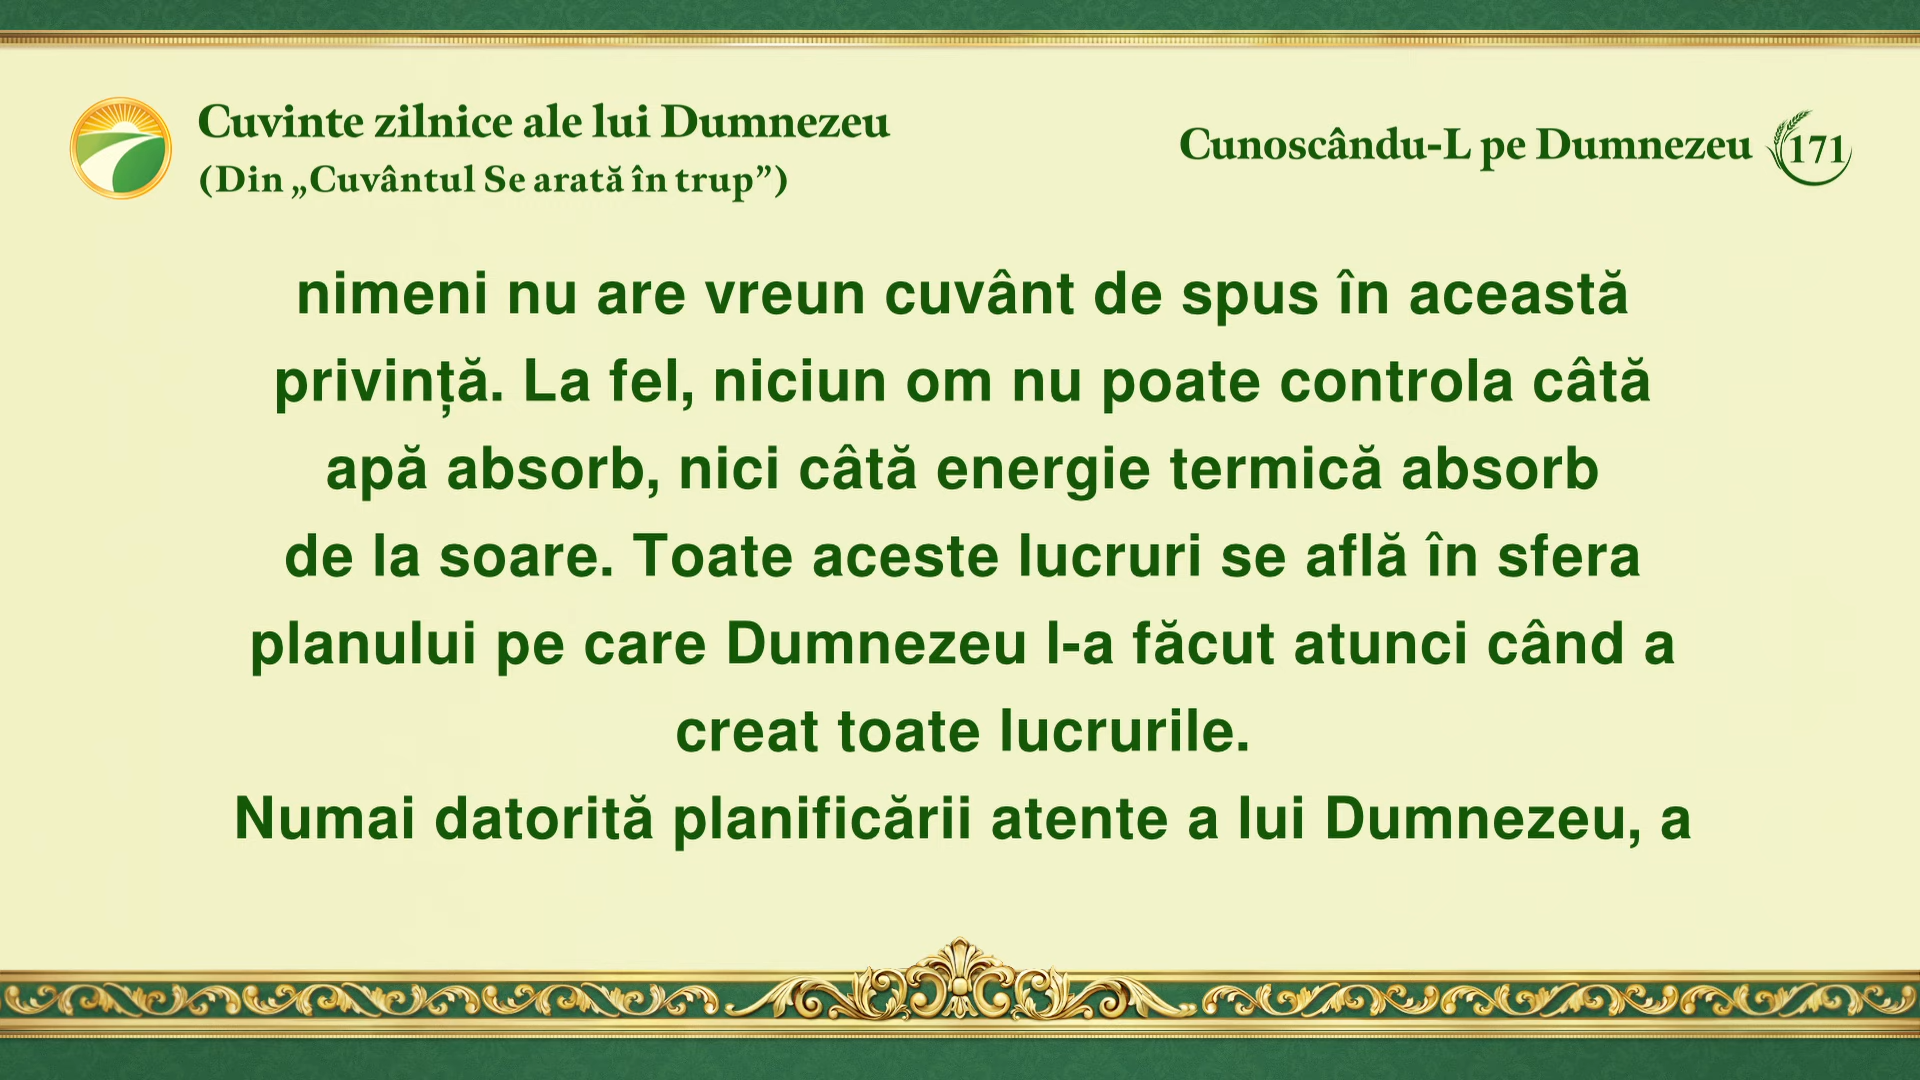 Cuvinte zilnice ale lui Dumnezeu
(Din „Cuvântul Se arată în trup”)
Cunoscându-L pe Dumnezeu 171
nimeni nu are vreun cuvânt de spus în această
privință. La fel, niciun om nu poate controla câtă
apă absorb, nici câtă energie termică absorb
de la soare. Toate aceste lucruri se află în sfera
planului pe care Dumnezeu l-a făcut atunci când a
creat toate lucrurile.
Numai datorită planificării atente a lui Dumnezeu, a